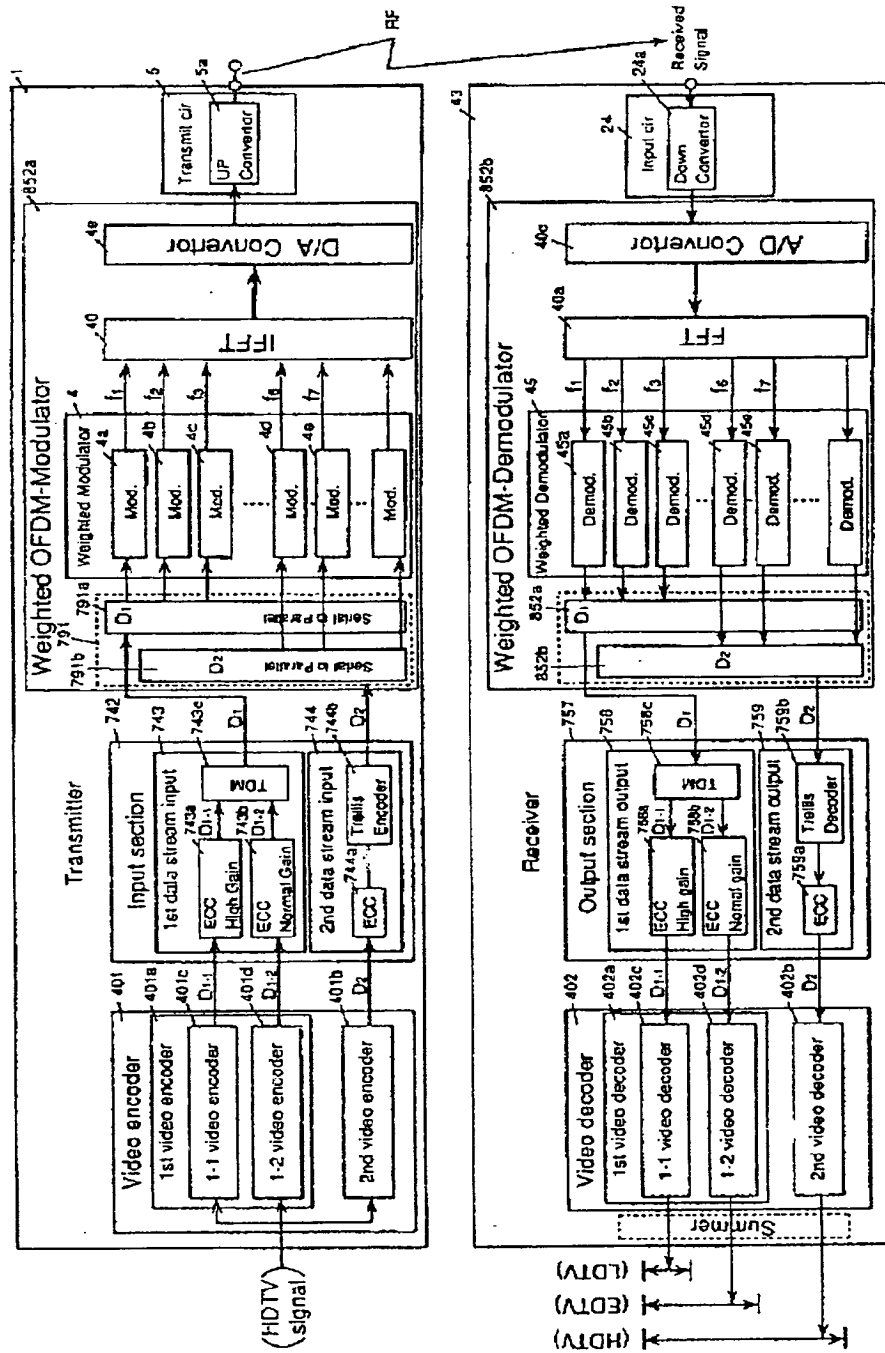 Transmitter
1
(HDTV signal)
401
Video encoder
401a
1st video encoder
401c
1-1 video encoder
401d
1-2 video encoder
401b
2nd video encoder
D1-1
D1-2
D2
742
Input section
743
1st data stream input
743a
ECC
High Gain
743b
ECC
Normal Gain
D1-1
D1-2
743c
TDM
744
2nd data stream input
744a
ECC
744b
Trellis
Encoder
D2
852a
Weighted OFDM-Modulator
791
791a
D1
Serial to Parallel
791b
D2
Serial to Parallel
4
Weighted Modulator
4a
Mod.
4b
Mod.
4c
Mod.
4d
Mod.
4e
Mod.
Mod.
f1
f2
f3
f6
f7
40
IFFT
4e
D/A Convertor
5
Transmit cir
5a
UP
Convertor
RF
Receiver
43
Received
Signal
24
Input cir
24a
Down
Convertor
852b
Weighted OFDM-Demodulator
40c
A/D Convertor
40a
FFT
f1
f2
f3
f6
f7
45
Weighted Demodulator
45a
Demod.
45b
Demod.
45c
Demod.
45d
Demod.
45e
Demod.
Demod.
852a
D1
852b
D2
D1
D2
757
Output section
758
1st data stream output
758a
ECC
High gain
758b
ECC
Normal gain
D1-1
D1-2
758c
TDM
759
2nd data stream output
759a
ECC
759b
Trellis
Decoder
D1-1
D1-2
D2
402
Video decoder
402a
1st video decoder
402c
1-1 video decoder
402d
1-2 video decoder
402b
2nd video decoder
Summer
(LDTV)
(EDTV)
(HDTV)